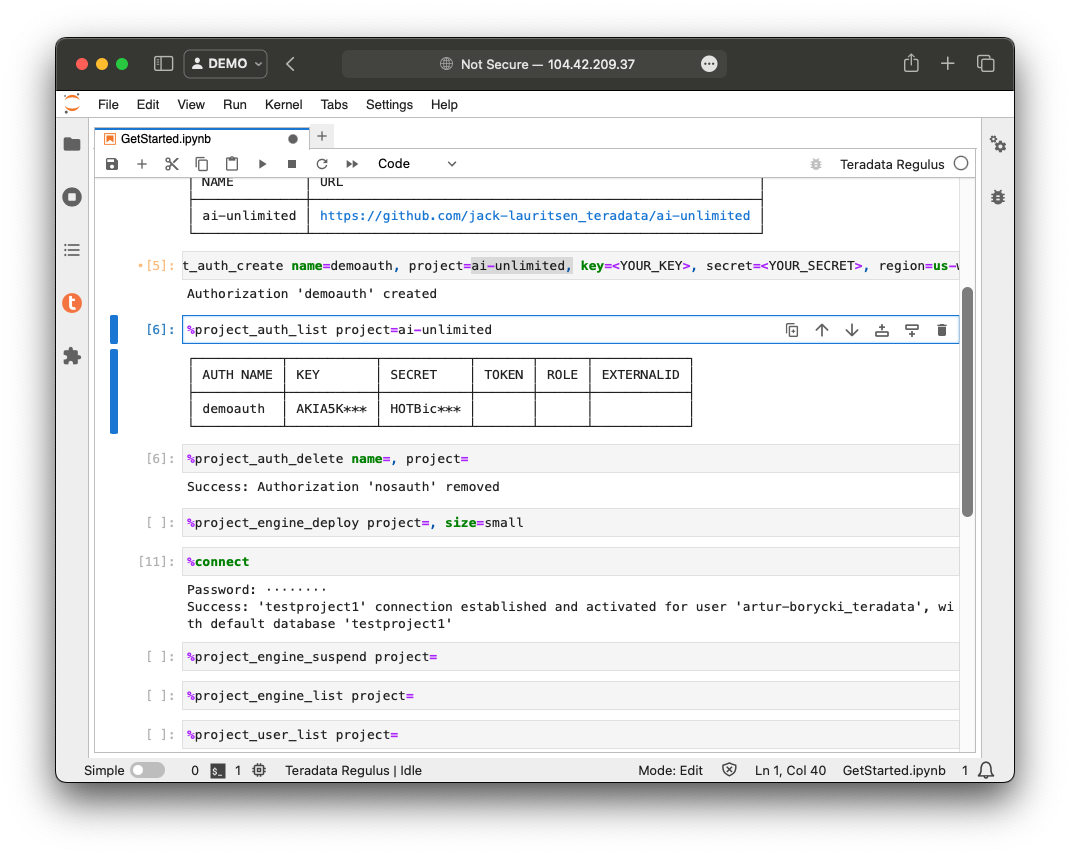 DEMO
Not Secure — 104.42.209.37
File Edit View Run Kernel Tabs Settings Help
GetStarted.ipynb
Code
Teradata Regulus
NAME URL
ai-unlimited https://github.com/jack-lauritsen_teradata/ai-unlimited
[5]: t_auth_create name=demoauth, project=ai-unlimited, key=<YOUR_KEY>, secret=<YOUR_SECRET>, region=us-
Authorization 'demoauth' created
[6]: %project_auth_list project=ai-unlimited
AUTH NAME KEY SECRET TOKEN ROLE EXTERNALID
demoauth AKIA5K*** HOTBic***
[6]: %project_auth_delete name=, project=
Success: Authorization 'nosauth' removed
[ ]: %project_engine_deploy project=, size=small
[11]: %connect
Password: ········
Success: 'testproject1' connection established and activated for user 'artur-borycki_teradata', wi
th default database 'testproject1'
[ ]: %project_engine_suspend project=
[ ]: %project_engine_list project=
[ ]: %project_user_list project=
Simple 0 1 Teradata Regulus | Idle Mode: Edit Ln 1, Col 40 GetStarted.ipynb 1